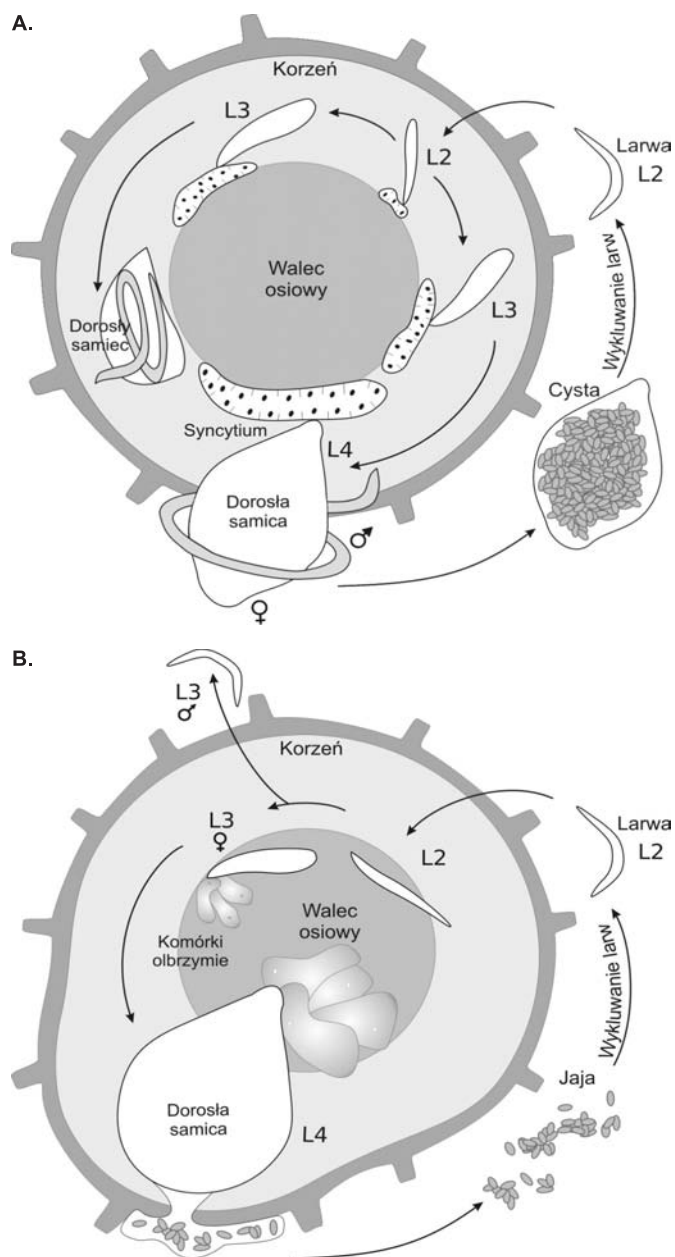 A.
Korzeń
L3
L2
Larwa
L2
Walec
osiowy
L3
Wykluwanie larw
Dorosły
samiec
Cysta
Syncytium
L4
Dorosła
samica
♂
♀
B.
L3
♂
Korzeń
L3
♀
L2
Larwa
L2
Walec
osiowy
Komórki
olbrzymie
Wykluwanie larw
Jaja
Dorosła
samica
L4